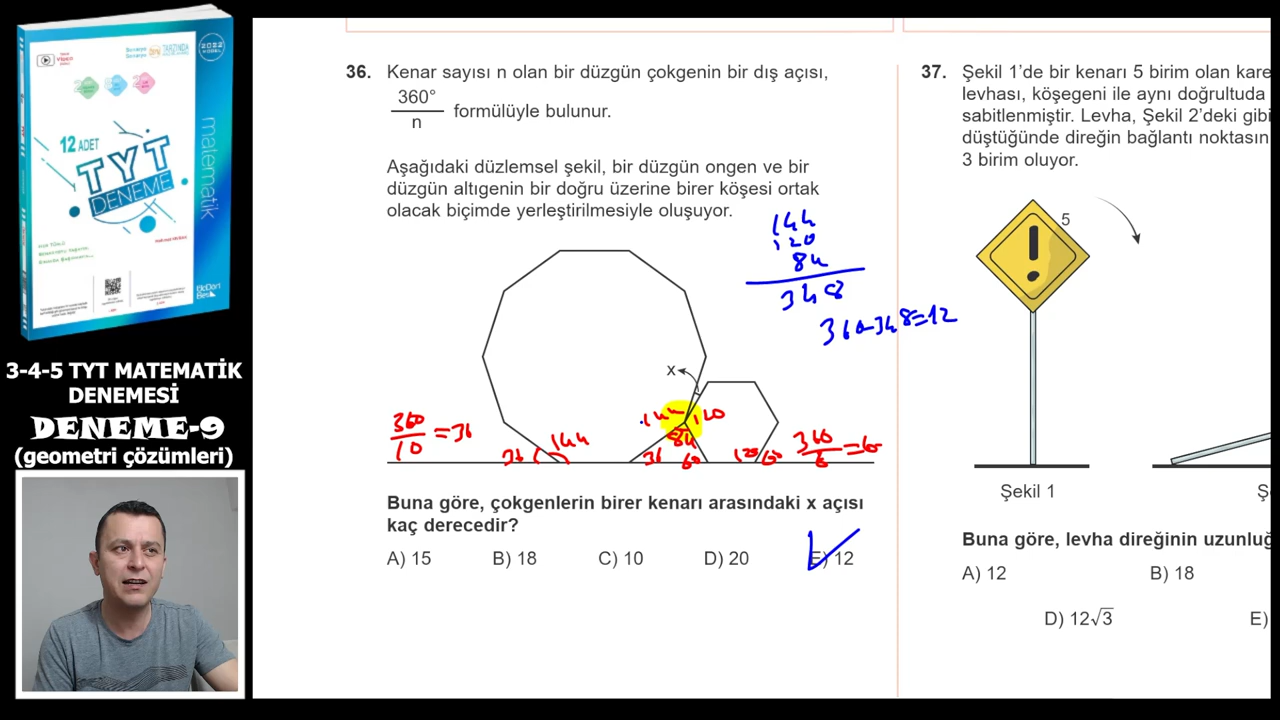 2022 MODEL
TARZINDA
12 ADET
TYT
DENEME
matematik
3-4-5 TYT MATEMATİK
DENEMESİ
DENEME-9
(geometri çözümleri)
36. Kenar sayısı n olan bir düzgün çokgenin bir dış açısı,
360°
n
formülüyle bulunur.
Aşağıdaki düzlemsel şekil, bir düzgün ongen ve bir
düzgün altıgenin bir doğru üzerine birer köşesi ortak
olacak biçimde yerleştirilmesiyle oluşuyor.
144
120
84
348
360-348=12
x
144
120
84
360
10
=36
36
144
36
60
120
60
360
6
=60
Buna göre, çokgenlerin birer kenarı arasındaki x açısı
kaç derecedir?
A) 15 B) 18 C) 10 D) 20 E) 12
37. Şekil 1’de bir kenarı 5 birim olan kare
levhası, köşegeni ile aynı doğrultuda
sabitlenmiştir. Levha, Şekil 2’deki gibi
düştüğünde direğin bağlantı noktasın
3 birim oluyor.
5
!
Şekil 1
Ş
Buna göre, levha direğinin uzunluğ
A) 12 B) 18
D) 12√3 E)